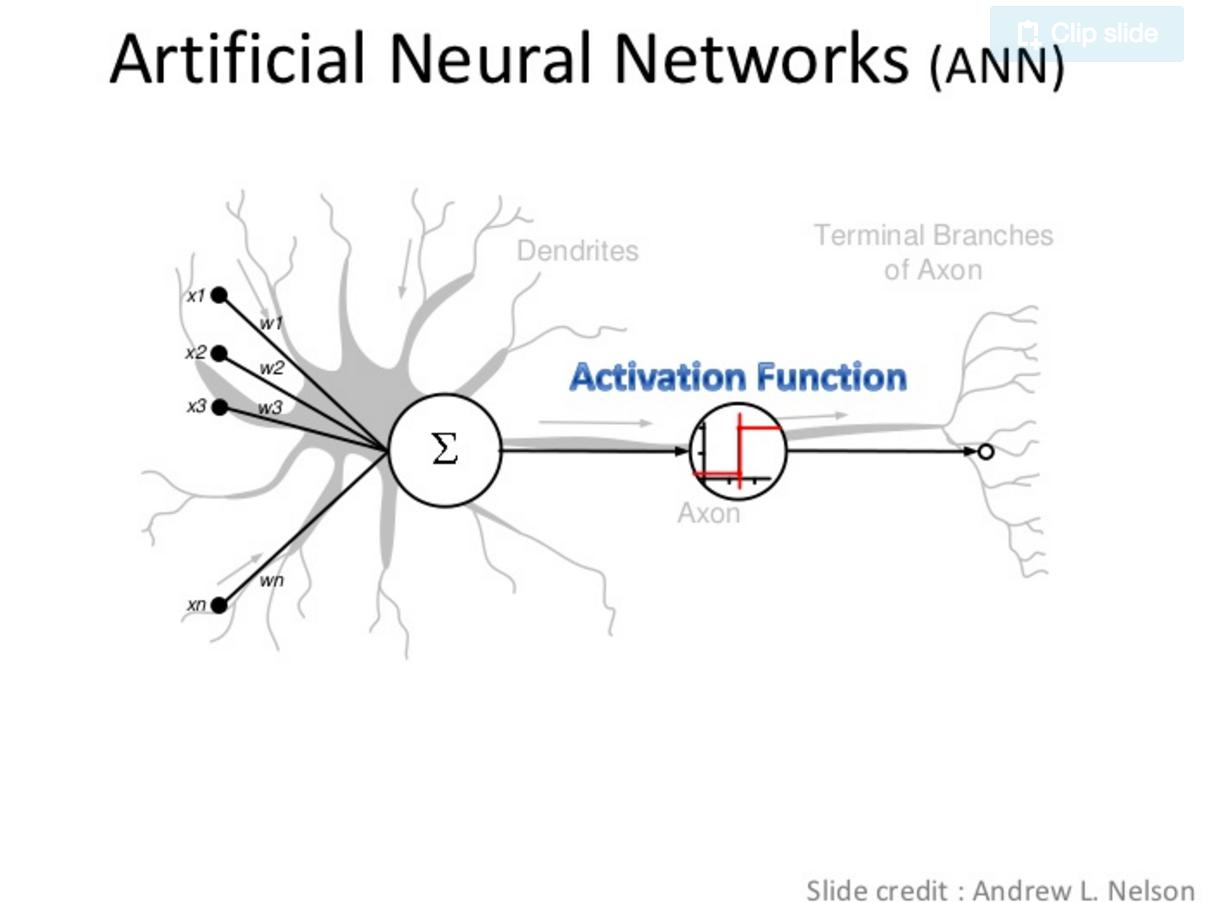 Clip slide
Artificial Neural Networks (ANN)
Dendrites
Terminal Branches
of Axon
x1
w1
x2
w2
x3
w3
Activation Function
Σ
Axon
wn
xn
Slide credit : Andrew L. Nelson